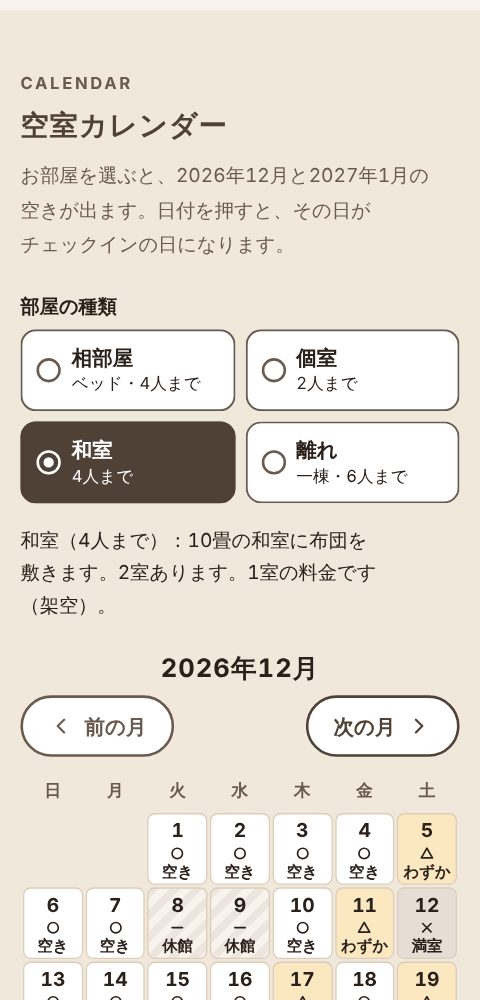 CALENDAR
空室カレンダー
お部屋を選ぶと、2026年12月と2027年1月の
空きが出ます。日付を押すと、その日が
チェックインの日になります。
部屋の種類
相部屋
ベッド・4人まで
個室
2人まで
和室
4人まで
離れ
一棟・6人まで
和室（4人まで）：10畳の和室に布団を
敷きます。2室あります。1室の料金です
（架空）。
2026年12月
前の月 次の月
日 月 火 水 木 金 土
1 2 3 4 5
○ ○ ○ ○ △
空き 空き 空き 空き わずか
6 7 8 9 10 11 12
○ ○ － － ○ △ ×
空き 空き 休館 休館 空き わずか 満室
13 14 15 16 17 18 19